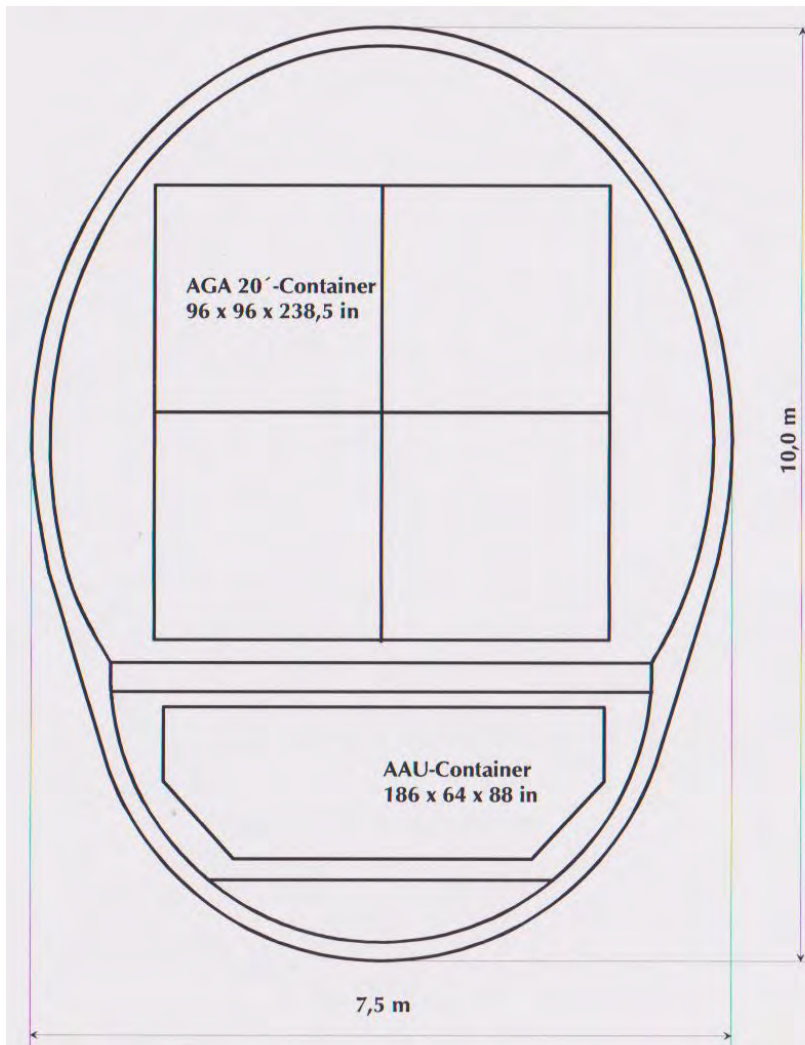 AGA 20´-Container
96 x 96 x 238,5 in
10,0 m
AAU-Container
186 x 64 x 88 in
7,5 m